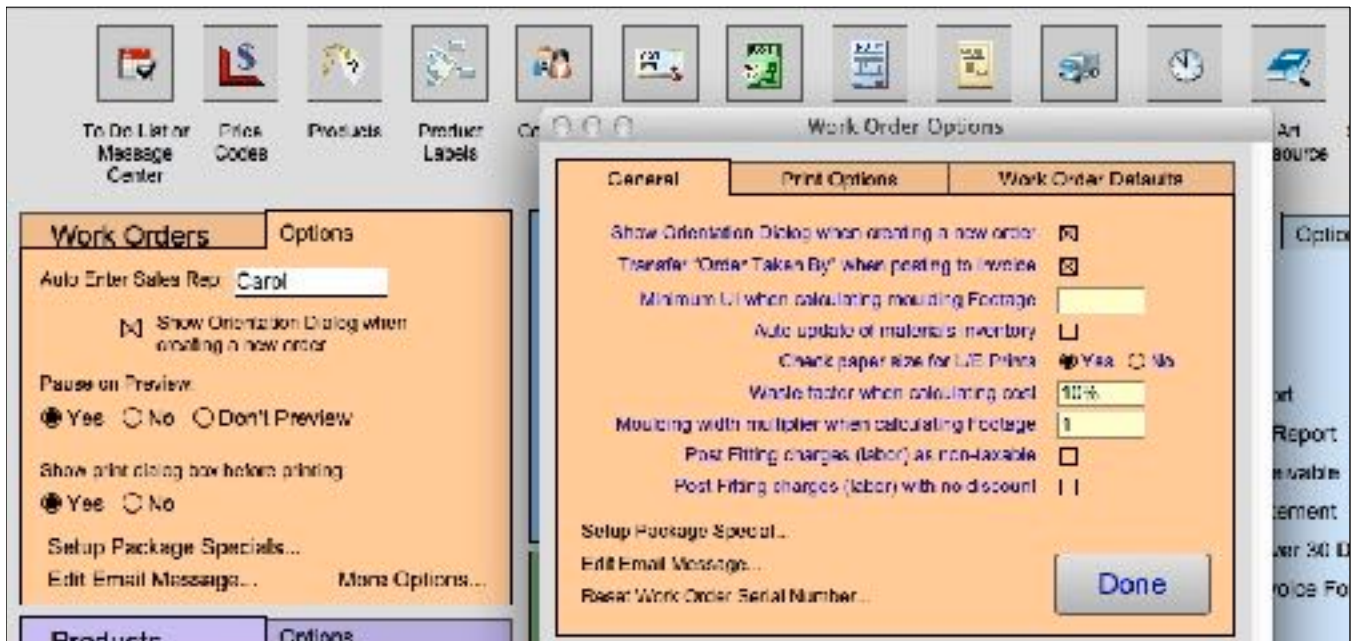 To Do List or
Message
Center
Price
Codes
Products
Product
Labels
Work Order Options
Art
General
Print Options
Work Order Defaults
Work Orders
Options
Auto Enter Sales Rep: Carol
Show Orientation Dialog when
creating a new order
Pause on Preview:
Yes No Don't Preview
Show print dialog box before printing
Yes No
Setup Package Specials...
Edit Email Message... More Options...
Products
Options
Show Orientation Dialog when creating a new order
Transfer "Order Taken By" when posting to Invoice
Minimum UI when calculating moulding Footage
Auto update of materials inventory
Check paper size for L/E Prints Yes No
Waste factor when calculating cost 10%
Moulding width multiplier when calculating Footage 1
Post Fitting charges (labor) as non-taxable
Post Fitting charges (labor) with no discount
Setup Package Special...
Edit Email Message...
Reset Work Order Serial Number...
Done
Report